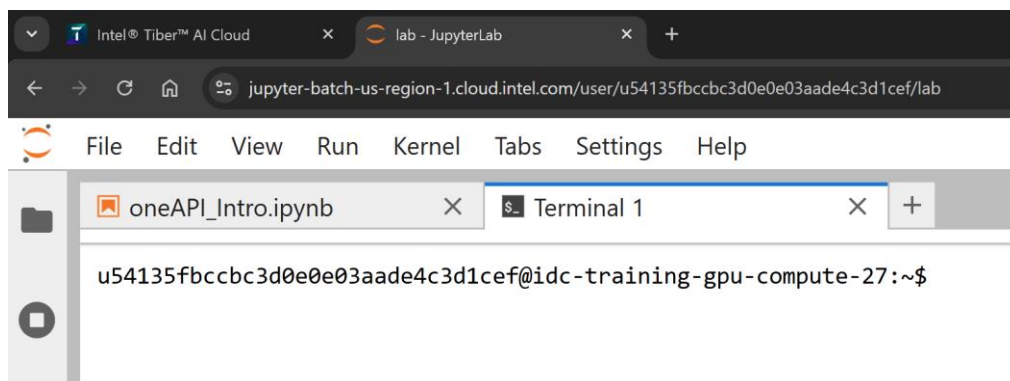 Intel® Tiber™ AI Cloud
lab - JupyterLab
jupyter-batch-us-region-1.cloud.intel.com/user/u54135fbccbc3d0e0e03aade4c3d1cef/lab
File Edit View Run Kernel Tabs Settings Help
oneAPI_Intro.ipynb
$_ Terminal 1
u54135fbccbc3d0e0e03aade4c3d1cef@idc-training-gpu-compute-27:~$